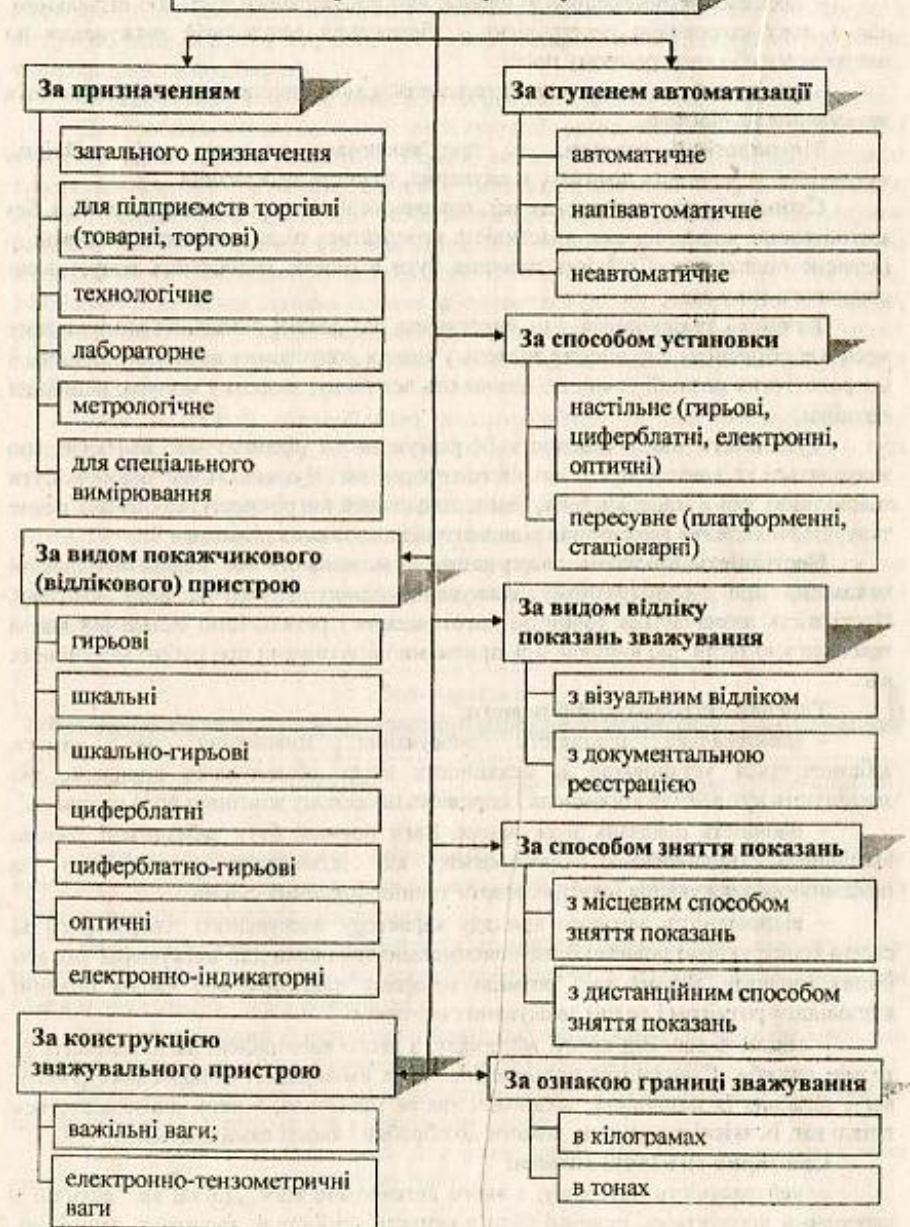 За призначенням
загального призначення
для підприємств торгівлі
(товарні, торгові)
технологічне
лабораторне
метрологічне
для спеціального
вимірювання
За видом покажчикового
(відлікового) пристрою
гирьові
шкальні
шкально-гирьові
циферблатні
циферблатно-гирьові
оптичні
електронно-індикаторні
За конструкцією
зважувального пристрою
важільні ваги;
електронно-тензометричні
ваги
За ступенем автоматизації
автоматичне
напівавтоматичне
неавтоматичне
За способом установки
настільне (гирьові,
циферблатні, електронні,
оптичні)
пересувне (платформенні,
стаціонарні)
За видом відліку
показань зважування
з візуальним відліком
з документальною
реєстрацією
За способом зняття показань
з місцевим способом
зняття показань
з дистанційним способом
зняття показань
За ознакою границі зважування
в кілограмах
в тонах